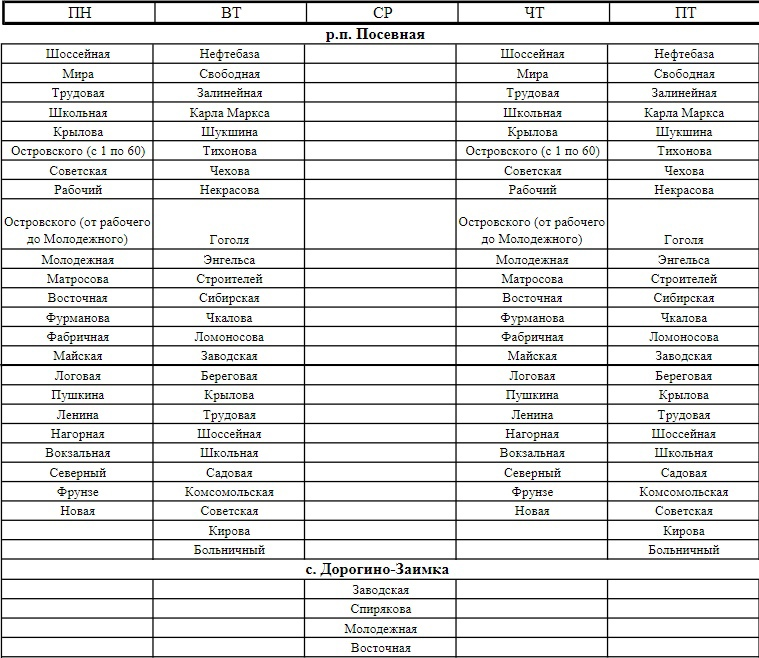 ПН ВТ СР ЧТ ПТ
р.п. Посевная
Шоссейная Нефтебаза Шоссейная Нефтебаза
Мира Свободная Мира Свободная
Трудовая Залинейная Трудовая Залинейная
Школьная Карла Маркса Школьная Карла Маркса
Крылова Шукшина Крылова Шукшина
Островского (с 1 по 60) Тихонова Островского (с 1 по 60) Тихонова
Советская Чехова Советская Чехова
Рабочий Некрасова Рабочий Некрасова
Островского (от рабочего Островского (от рабочего
до Молодежного) Гоголя до Молодежного) Гоголя
Молодежная Энгельса Молодежная Энгельса
Матросова Строителей Матросова Строителей
Восточная Сибирская Восточная Сибирская
Фурманова Чкалова Фурманова Чкалова
Фабричная Ломоносова Фабричная Ломоносова
Майская Заводская Майская Заводская
Логовая Береговая Логовая Береговая
Пушкина Крылова Пушкина Крылова
Ленина Трудовая Ленина Трудовая
Нагорная Шоссейная Нагорная Шоссейная
Вокзальная Школьная Вокзальная Школьная
Северный Садовая Северный Садовая
Фрунзе Комсомольская Фрунзе Комсомольская
Новая Советская Новая Советская
Кирова Кирова
Больничный Больничный
с. Дорогино-Заимка
Заводская
Спирякова
Молодежная
Восточная